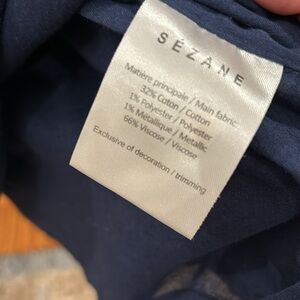 SÉZANE
Matière principale / Main fabric
32% Coton / Cotton
1% Polyester / Polyester
1% Métallique / Metallic
66% Viscose / Viscose
Exclusive of decoration / trimming